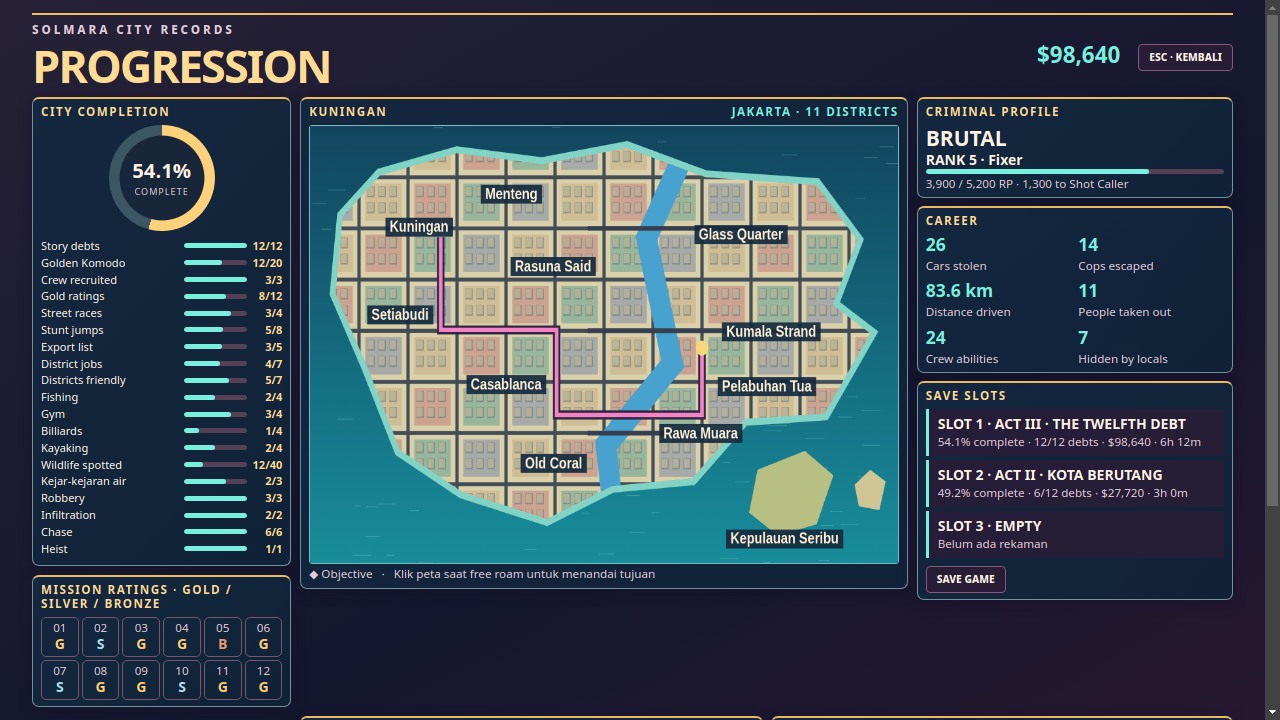 SOLMARA CITY RECORDS
PROGRESSION
$98,640
ESC · KEMBALI
CITY COMPLETION
54.1%
COMPLETE
Story debts 12/12
Golden Komodo 12/20
Crew recruited 3/3
Gold ratings 8/12
Street races 3/4
Stunt jumps 5/8
Export list 3/5
District jobs 4/7
Districts friendly 5/7
Fishing 2/4
Gym 3/4
Billiards 1/4
Kayaking 2/4
Wildlife spotted 12/40
Kejar-kejaran air 2/3
Robbery 3/3
Infiltration 2/2
Chase 6/6
Heist 1/1
MISSION RATINGS · GOLD /
SILVER / BRONZE
01 02 03 04 05 06
G S G G B G
07 08 09 10 11 12
S G G S G G
KUNINGAN
JAKARTA · 11 DISTRICTS
Menteng
Kuningan
Glass Quarter
Rasuna Said
Setiabudi
Kumala Strand
Casablanca
Pelabuhan Tua
Rawa Muara
Old Coral
Kepulauan Seribu
◆ Objective · Klik peta saat free roam untuk menandai tujuan
CRIMINAL PROFILE
BRUTAL
RANK 5 · Fixer
3,900 / 5,200 RP · 1,300 to Shot Caller
CAREER
26 14
Cars stolen Cops escaped
83.6 km 11
Distance driven People taken out
24 7
Crew abilities Hidden by locals
SAVE SLOTS
SLOT 1 · ACT III · THE TWELFTH DEBT
54.1% complete · 12/12 debts · $98,640 · 6h 12m
SLOT 2 · ACT II · KOTA BERUTANG
49.2% complete · 6/12 debts · $27,720 · 3h 0m
SLOT 3 · EMPTY
Belum ada rekaman
SAVE GAME